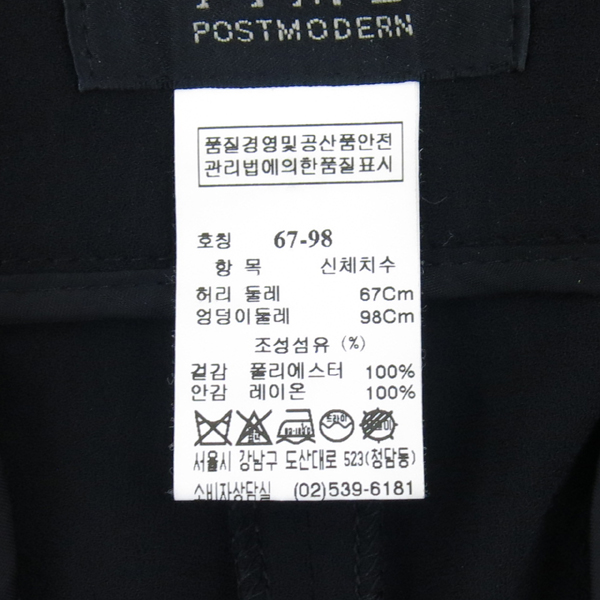 POSTMODERN
품질경영및공산품안전
관리법에의한품질표시
호칭 67-98
항 목 신체치수
허리 둘레 67Cm
엉덩이둘레 98Cm
조성섬유 (%)
겉감 폴리에스터 100%
안감 레이온 100%
드라이
서울시 강남구 도산대로 523(청담동)
소비자상담실 (02)539-6181